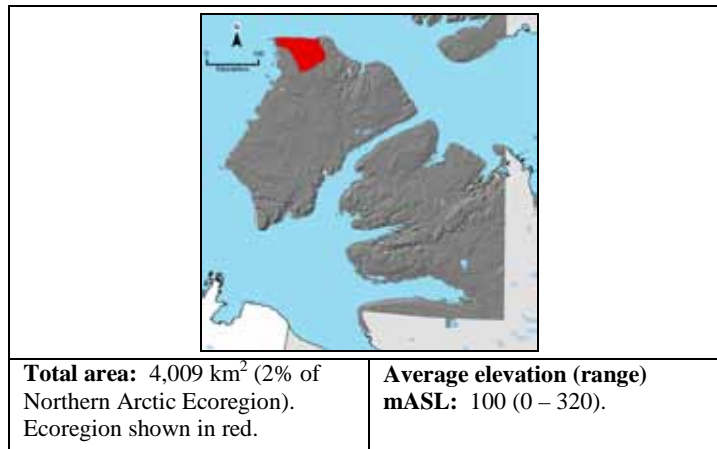 Total area: 4,009 km² (2% of
Northern Arctic Ecoregion).
Ecoregion shown in red.
Average elevation (range)
mASL: 100 (0 – 320).